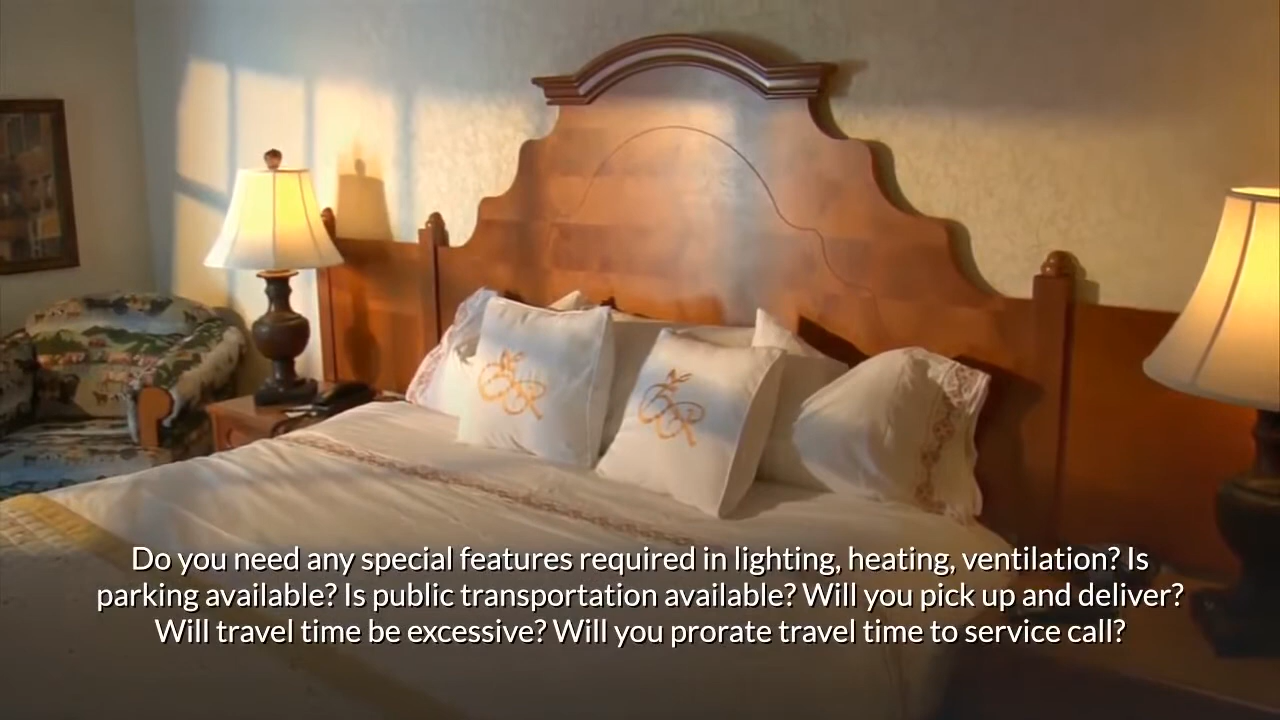 Do you need any special features required in lighting, heating, ventilation? Is
parking available? Is public transportation available? Will you pick up and deliver?
Will travel time be excessive? Will you prorate travel time to service call?